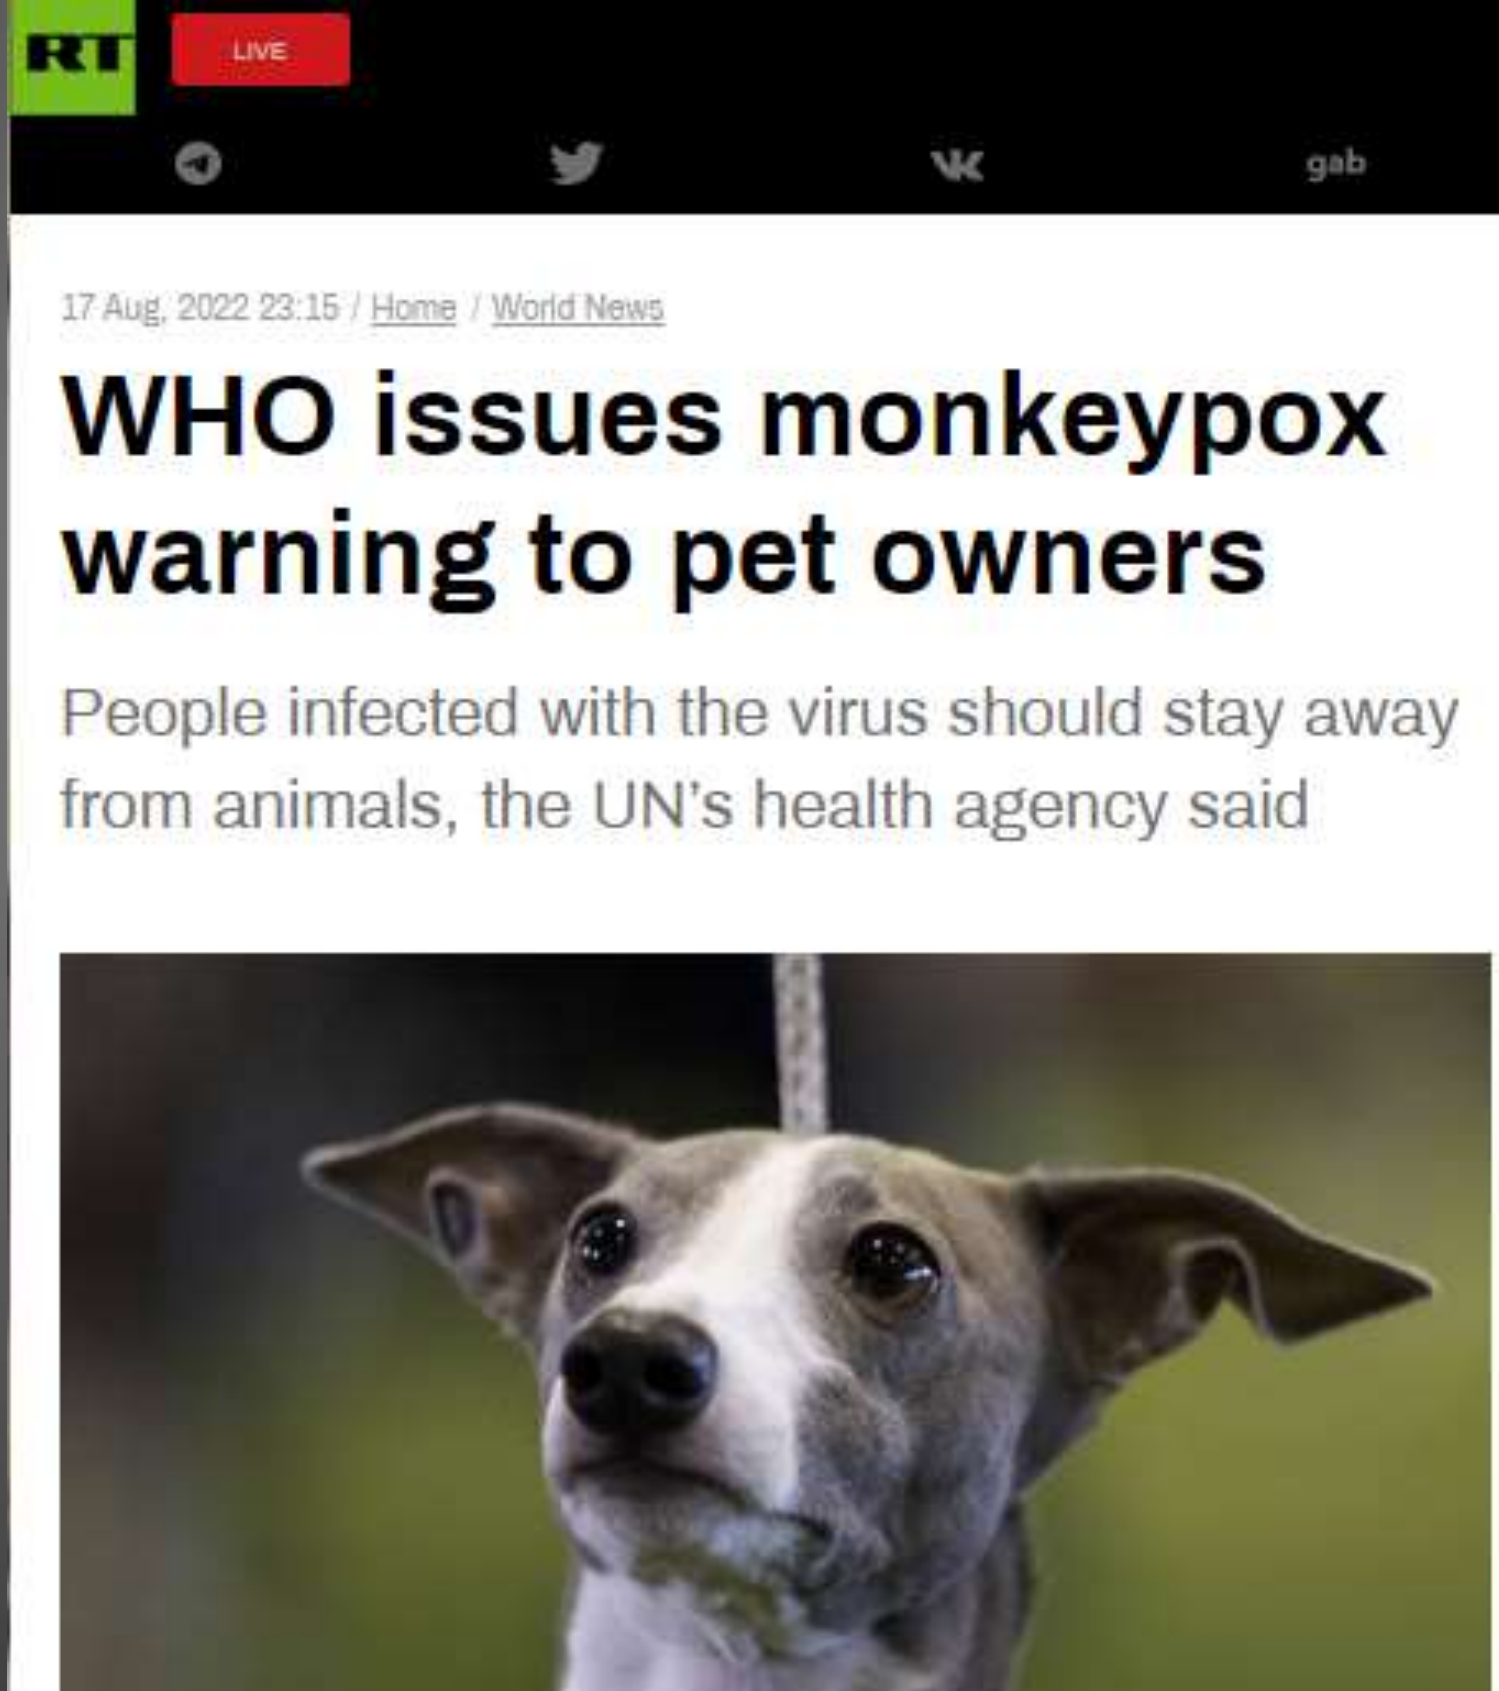 RT
LIVE
gab
17 Aug, 2022 23:15 / Home / World News
WHO issues monkeypox
warning to pet owners
People infected with the virus should stay away
from animals, the UN’s health agency said